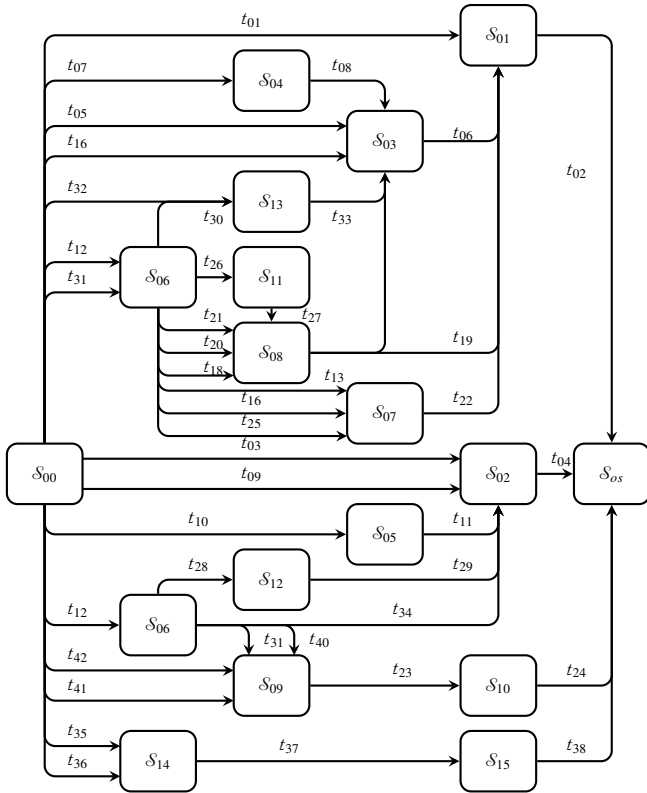 t01
S01
t07
S04
t08
t05
S03
t06
t16
t02
t32
S13
t30
t33
t12
S06
t26
S11
t31
t21
t27
t20
S08
t19
t18
t13
t16
S07
t22
t25
t03
S00
S02
t04
Sos
t09
t10
S05
t11
t28
S12
t29
t12
S06
t34
t31
t40
t42
S09
t23
S10
t24
t41
t35
S14
t37
S15
t38
t36